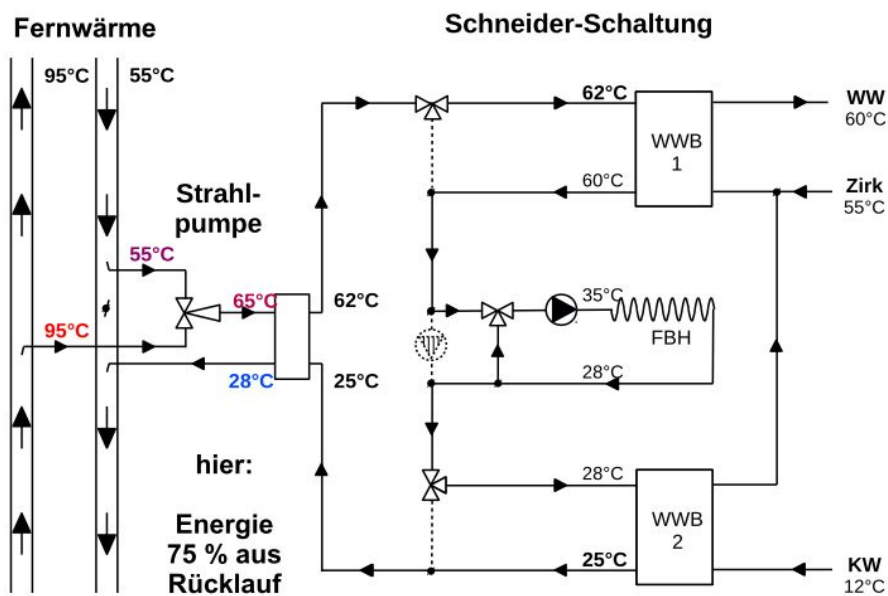 Fernwärme
Schneider-Schaltung
95°C
55°C
62°C
WW
60°C
WWB
1
60°C
Zirk
55°C
Strahl-
pumpe
55°C
65°C
62°C
35°C
FBH
95°C
28°C
25°C
28°C
hier:
28°C
WWB
2
Energie
75 % aus
Rücklauf
25°C
KW
12°C